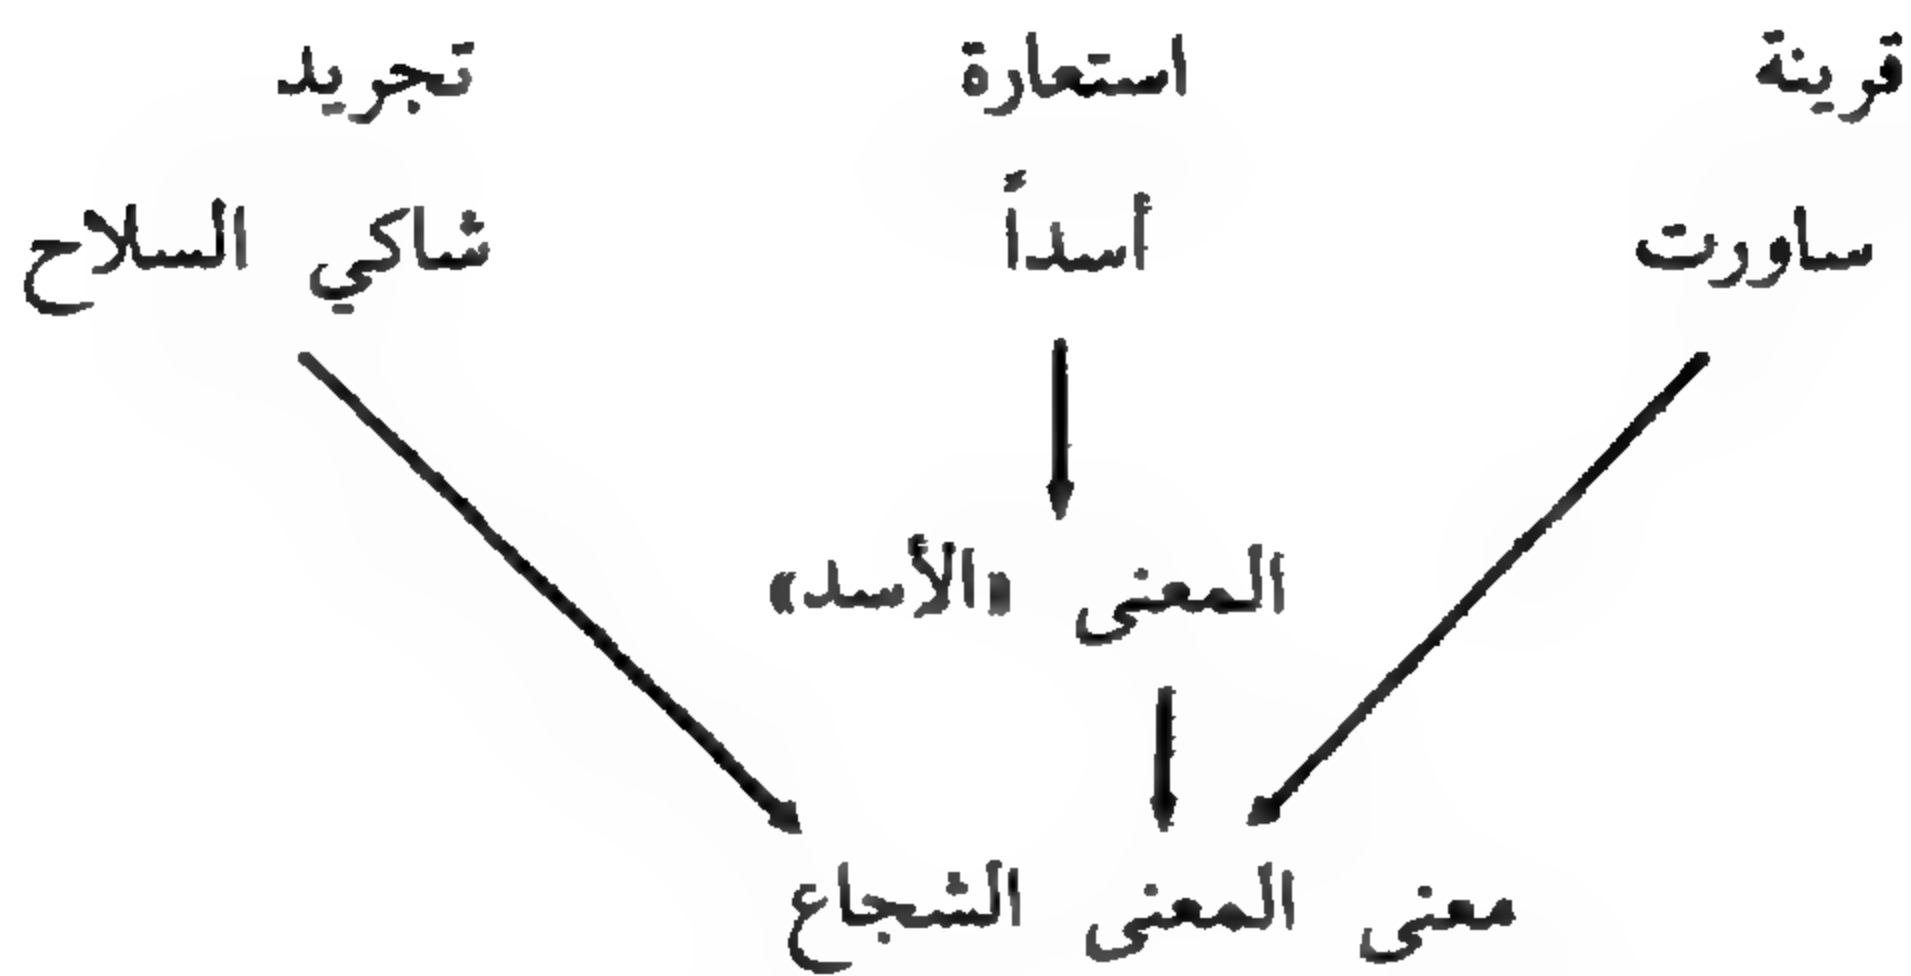 قرينة استعارة تجريد
ساورت أسداً شاكي السلاح
المعنى «الأسد»
معنى المعنى الشجاع